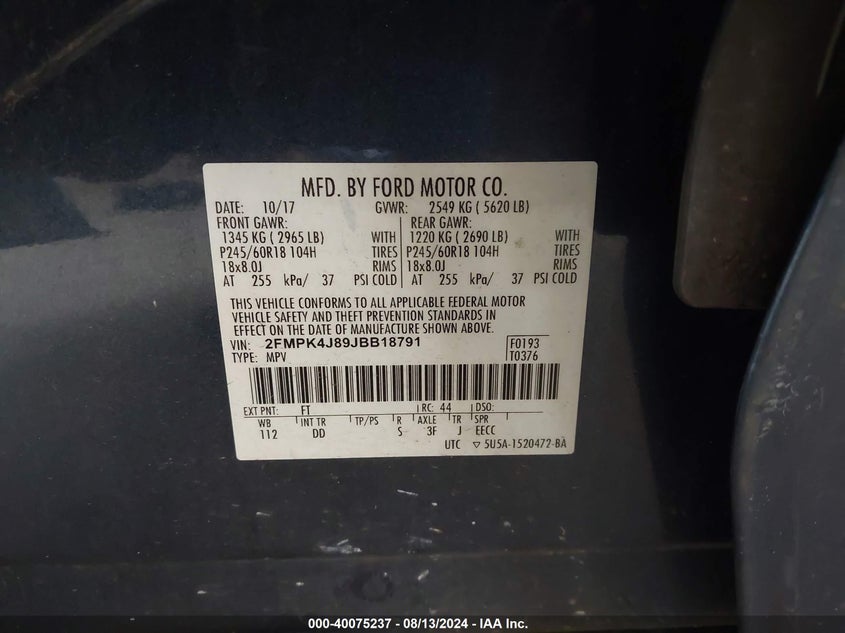 MFD. BY FORD MOTOR CO.
DATE: 10/17 GVWR: 2549 KG ( 5620 LB)
FRONT GAWR: REAR GAWR:
1345 KG ( 2965 LB) WITH 1220 KG ( 2690 LB) WITH
P245/60R18 104H TIRES P245/60R18 104H TIRES
18x8.0J RIMS 18x8.0J RIMS
AT 255 kPa/ 37 PSI COLD AT 255 kPa/ 37 PSI COLD
THIS VEHICLE CONFORMS TO ALL APPLICABLE FEDERAL MOTOR
VEHICLE SAFETY AND THEFT PREVENTION STANDARDS IN
EFFECT ON THE DATE OF MANUFACTURE SHOWN ABOVE.
VIN: 2FMPK4J89JBB18791 F0193
TYPE: MPV T0376
EXT PNT: FT RC: 44 DSO:
WB INT TR TP/PS R AXLE TR SPR
112 DD S 3F J EECC
UTC ▽ 5U5A-1520472-BA
000-40075237 - 08/13/2024 - IAA Inc.